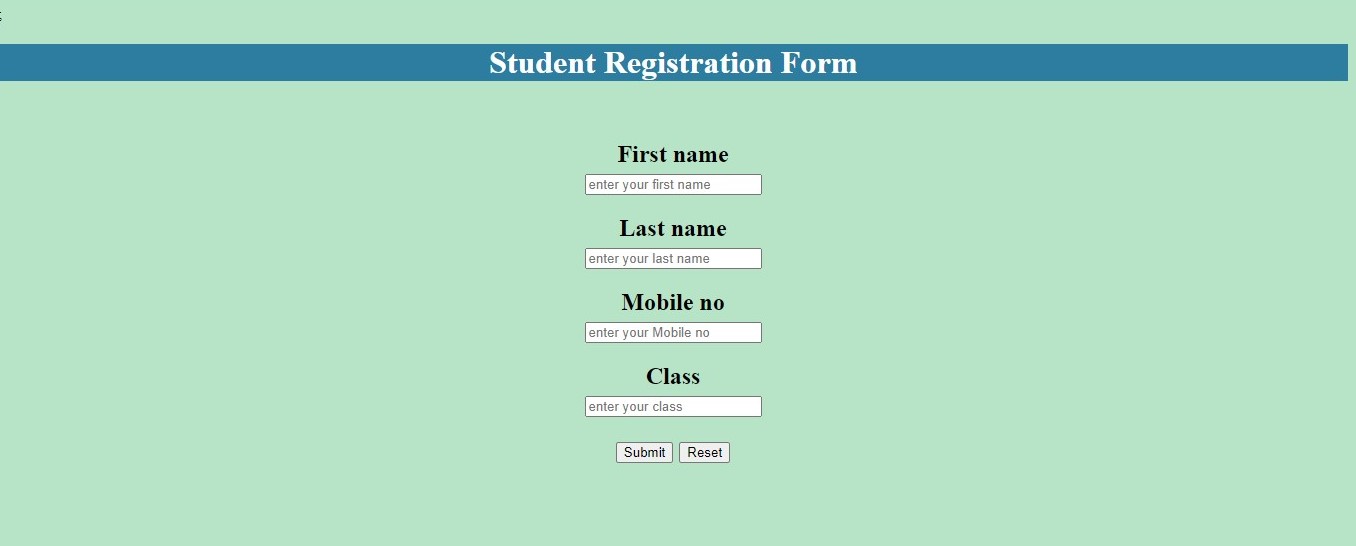 Student Registration Form
First name
enter your first name
Last name
enter your last name
Mobile no
enter your Mobile no
Class
enter your class
Submit Reset